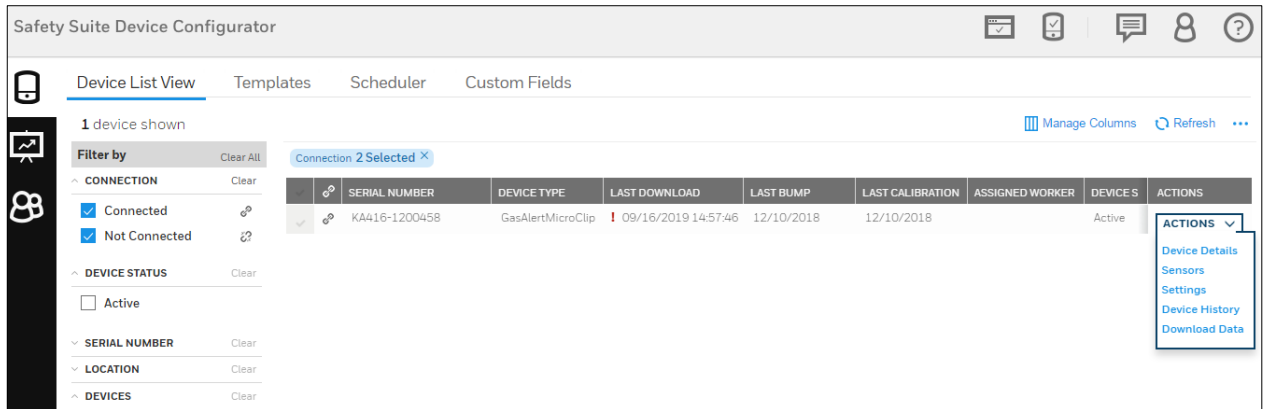 Safety Suite Device Configurator
Device List View Templates Scheduler Custom Fields
1 device shown
Manage Columns Refresh
Filter by Clear All
Connection 2 Selected ×
CONNECTION Clear
SERIAL NUMBER DEVICE TYPE LAST DOWNLOAD LAST BUMP LAST CALIBRATION ASSIGNED WORKER DEVICE S ACTIONS
Connected
KA416-1200458 GasAlertMicroClip ! 09/16/2019 14:57:46 12/10/2018 12/10/2018 Active
ACTIONS
Not Connected
Device Details
Sensors
Settings
Device History
Download Data
DEVICE STATUS Clear
Active
SERIAL NUMBER Clear
LOCATION Clear
DEVICES Clear